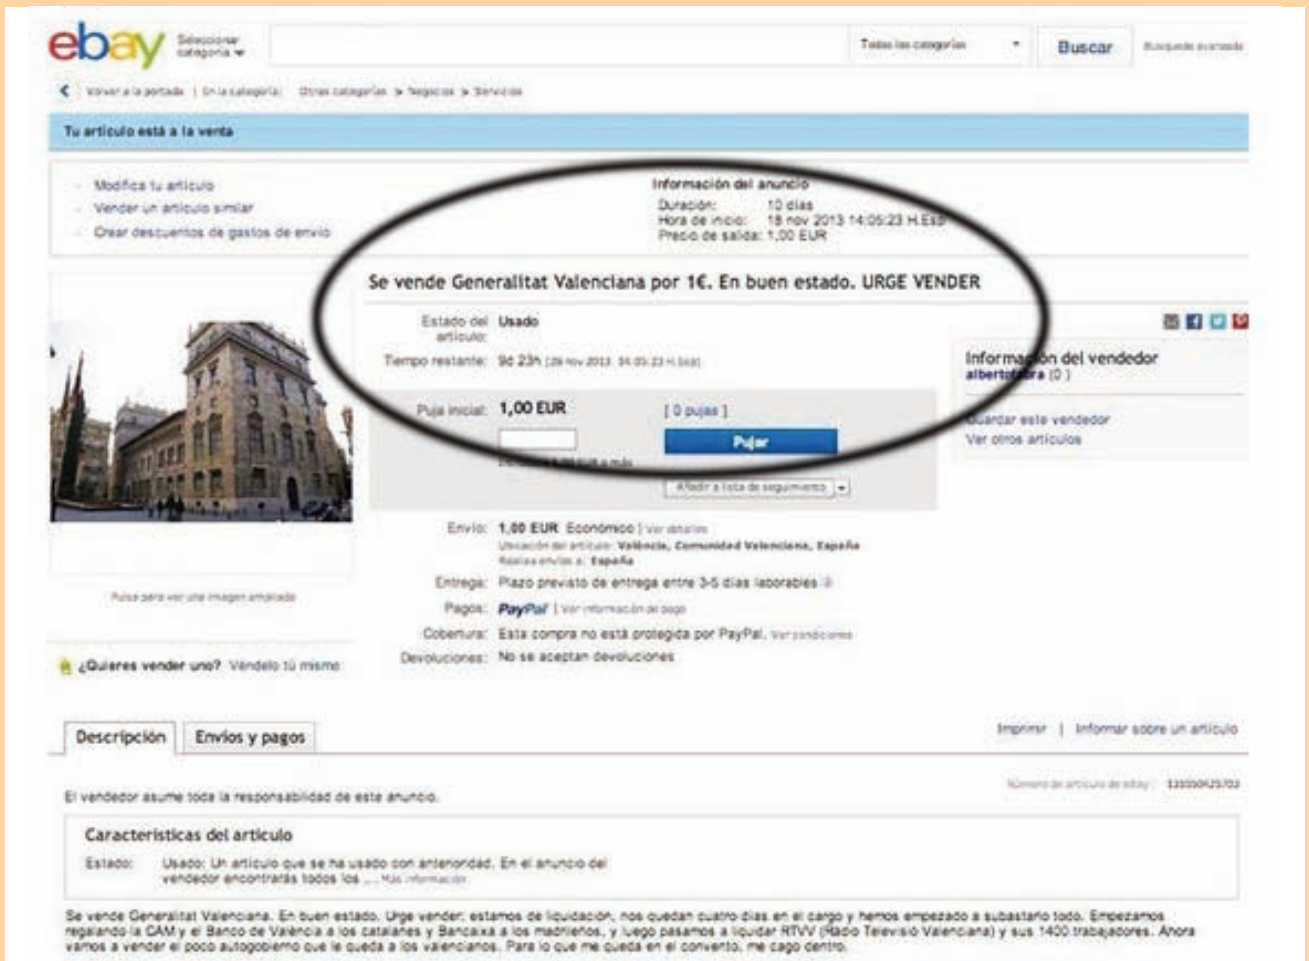 ebay
Seleccionar
categoría
Todas las categorías
Buscar
Búsqueda avanzada
Volver a la portada | En la categoría: Otras categorías > Negocios > Servicios
Tu artículo está a la venta
Modifica tu artículo
Vender un artículo similar
Crear descuentos de gastos de envío
Información del anuncio
Duración: 10 días
Hora de inicio: 18 nov 2013 14:05:23 H.Esp
Precio de salida: 1,00 EUR
Se vende Generalitat Valenciana por 1€. En buen estado. URGE VENDER
Estado del artículo: Usado
Tiempo restante: 9d 23h (28 nov 2013 14:05:23 H.Esp)
Puja inicial: 1,00 EUR
[ 0 pujas ]
Pujar
EUR o más
Añadir a lista de seguimiento
Información del vendedor
(0 )
Guardar este vendedor
Ver otros artículos
Envío: 1,00 EUR Económico | Ver detalles
Ubicación del artículo: València, Comunidad Valenciana, España
Realiza envíos a: España
Entrega: Plazo previsto de entrega entre 3-5 días laborables
Pagos: PayPal | Ver información de pago
Cobertura: Esta compra no está protegida por PayPal. Ver condiciones
Devoluciones: No se aceptan devoluciones
Pulsa para ver una imagen ampliada
¿Quieres vender uno? Véndelo tú mismo
Descripción
Envíos y pagos
Imprimir | Informar sobre un artículo
El vendedor asume toda la responsabilidad de este anuncio.
Número de artículo de eBay:
Características del artículo
Estado: Usado: Un artículo que se ha usado con anterioridad. En el anuncio del
vendedor encontrarás todos los ... Más información
Se vende Generalitat Valenciana. En buen estado. Urge vender; estamos de liquidación, nos quedan cuatro días en el cargo y hemos empezado a subastarlo todo. Empezamos
regalando la CAM y el Banco de València a los catalanes y Bancaixa a los madrileños, y luego pasamos a liquidar RTVV (Ràdio Televisió Valenciana) y sus 1400 trabajadores. Ahora
vamos a vender el poco autogobierno que le queda a los valencianos. Para lo que me queda en el convento, me cago dentro.